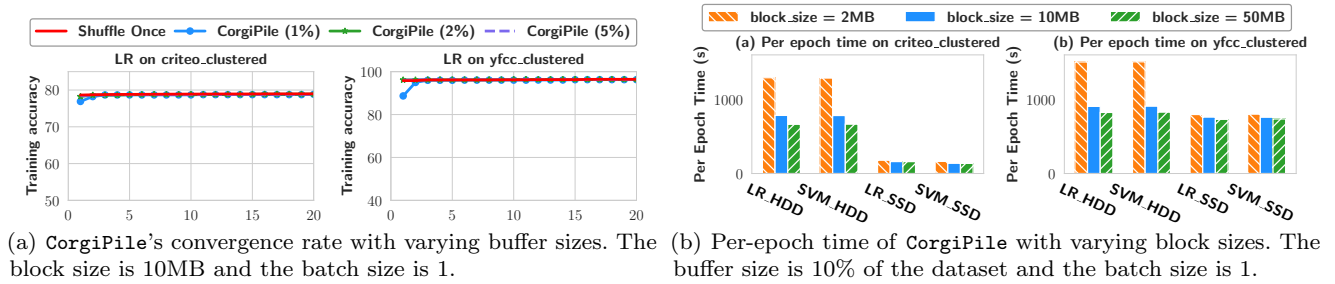 Shuffle Once CorgiPile (1%) CorgiPile (2%) CorgiPile (5%)
LR on criteo_clustered
Training accuracy
80
70
60
50
0 5 10 15 20
LR on yfcc_clustered
Training accuracy
100
80
60
40
0 5 10 15 20
(a) CorgiPile's convergence rate with varying buffer sizes. The
block size is 10MB and the batch size is 1.
block_size = 2MB block_size = 10MB block_size = 50MB
(a) Per epoch time on criteo_clustered
Per Epoch Time (s)
1000
0
LR_HDD SVM_HDD LR_SSD SVM_SSD
(b) Per epoch time on yfcc_clustered
Per Epoch Time (s)
1000
0
LR_HDD SVM_HDD LR_SSD SVM_SSD
(b) Per-epoch time of CorgiPile with varying block sizes. The
buffer size is 10% of the dataset and the batch size is 1.